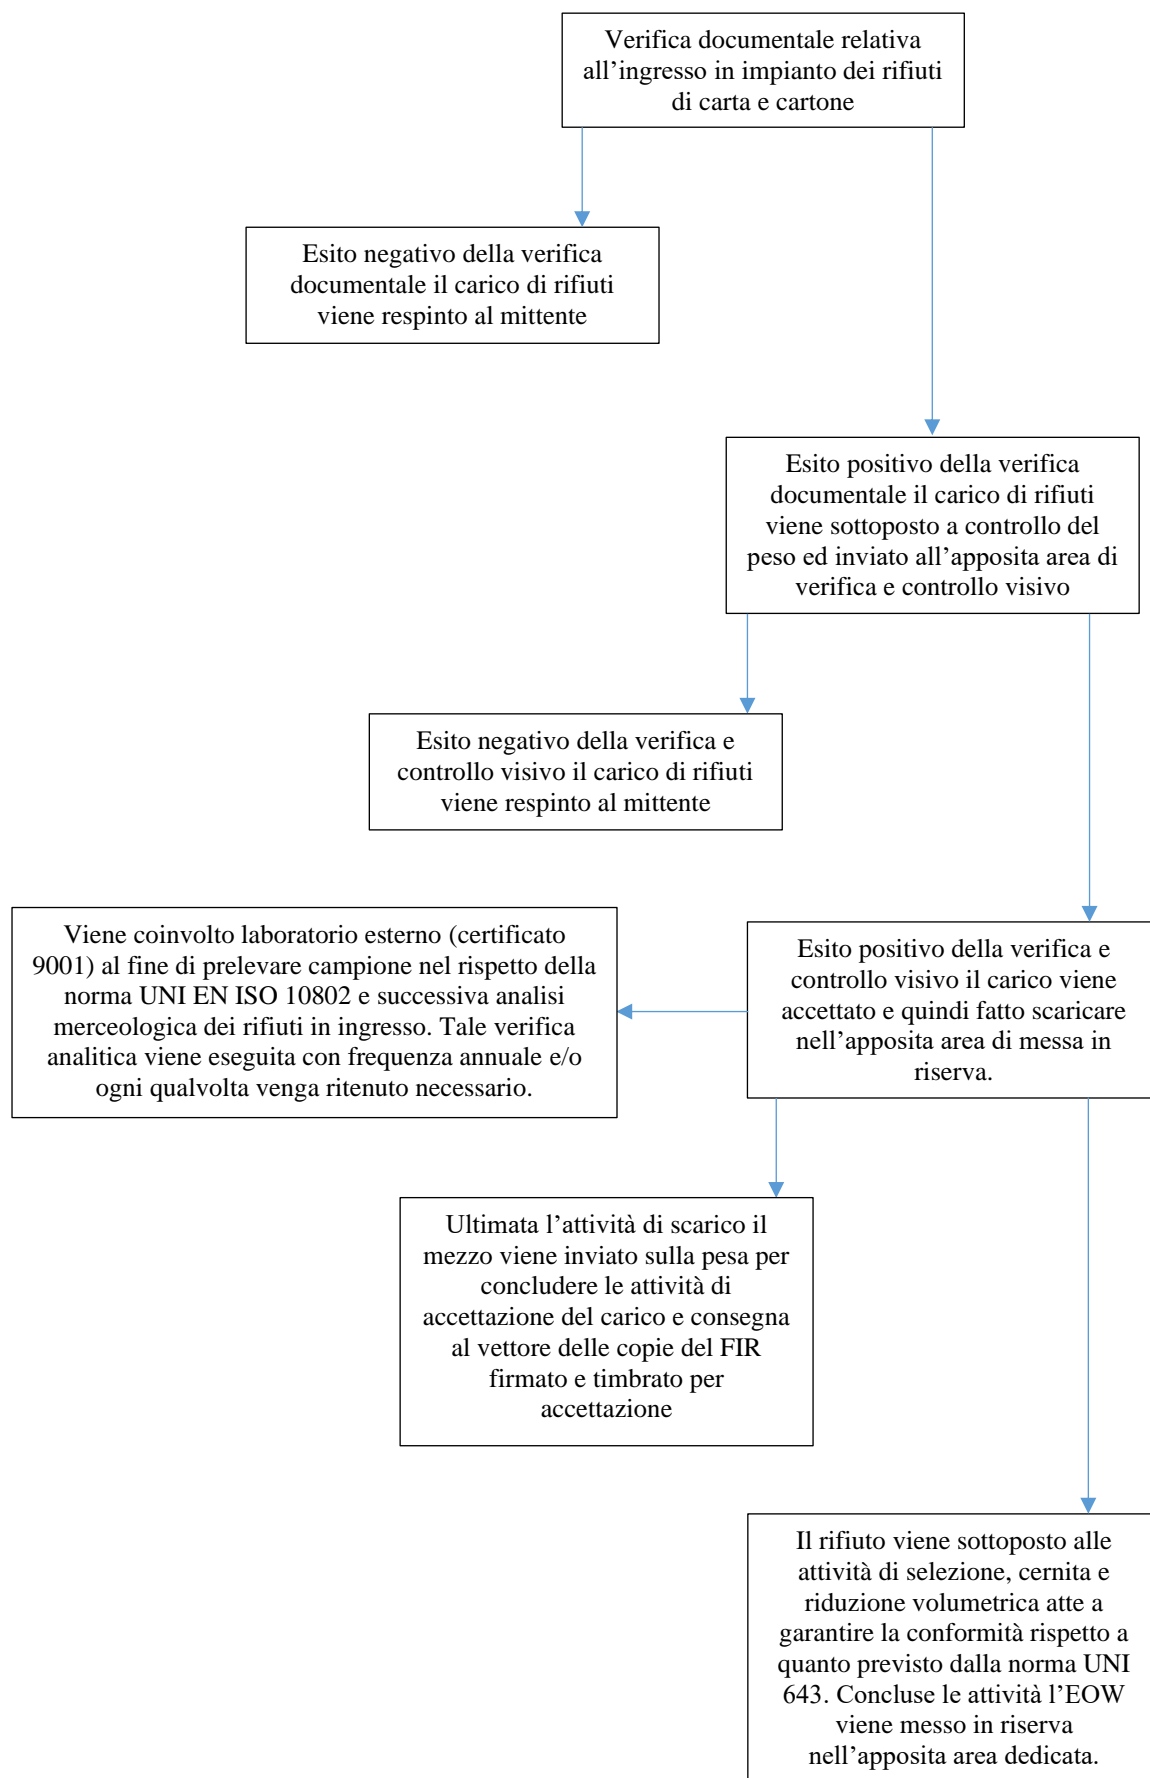 Verifica documentale relativa
all’ingresso in impianto dei rifiuti
di carta e cartone
Esito negativo della verifica
documentale il carico di rifiuti
viene respinto al mittente
Esito positivo della verifica
documentale il carico di rifiuti
viene sottoposto a controllo del
peso ed inviato all’apposita area di
verifica e controllo visivo
Esito negativo della verifica e
controllo visivo il carico di rifiuti
viene respinto al mittente
Viene coinvolto laboratorio esterno (certificato
9001) al fine di prelevare campione nel rispetto della
norma UNI EN ISO 10802 e successiva analisi
merceologica dei rifiuti in ingresso. Tale verifica
analitica viene eseguita con frequenza annuale e/o
ogni qualvolta venga ritenuto necessario.
Esito positivo della verifica e
controllo visivo il carico viene
accettato e quindi fatto scaricare
nell’apposita area di messa in
riserva.
Ultimata l’attività di scarico il
mezzo viene inviato sulla pesa per
concludere le attività di
accettazione del carico e consegna
al vettore delle copie del FIR
firmato e timbrato per
accettazione
Il rifiuto viene sottoposto alle
attività di selezione, cernita e
riduzione volumetrica atte a
garantire la conformità rispetto a
quanto previsto dalla norma UNI
643. Concluse le attività l’EOW
viene messo in riserva
nell’apposita area dedicata.